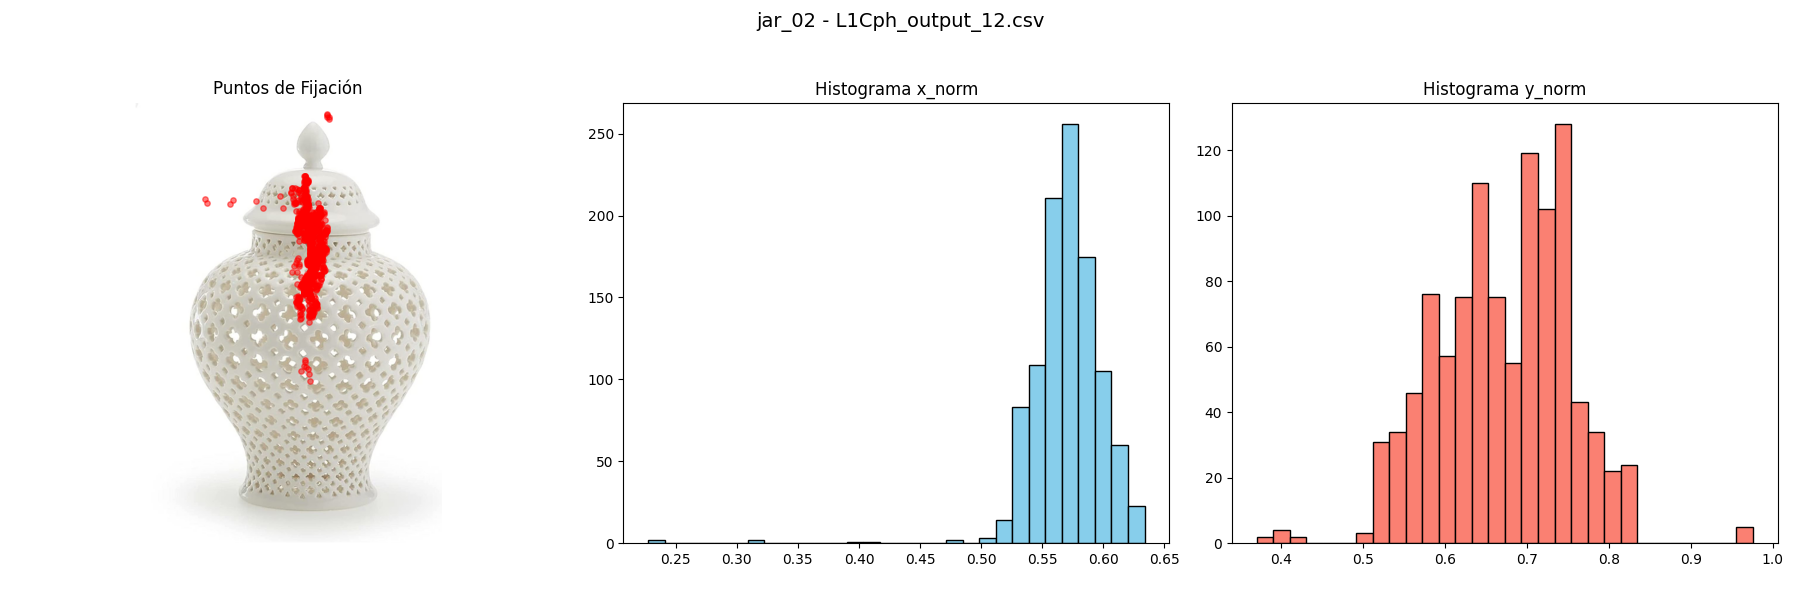 jar_02 - L1Cph_output_12.csv
Puntos de Fijación
Histograma x_norm
250
200
150
100
50
0
0.25 0.30 0.35 0.40 0.45 0.50 0.55 0.60 0.65
Histograma y_norm
120
100
80
60
40
20
0
0.4 0.5 0.6 0.7 0.8 0.9 1.0